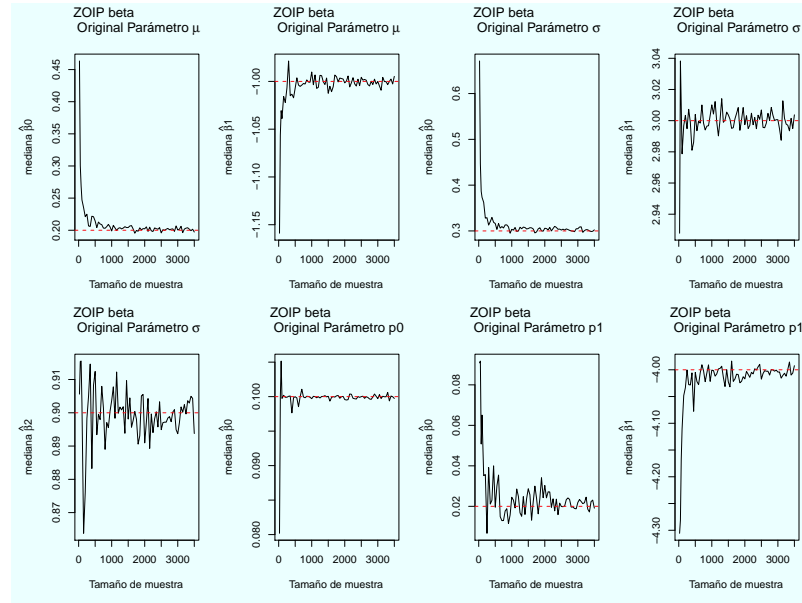 ZOIP beta
Original Parámetro μ
mediana β̂0
0.20
0.25
0.30
0.35
0.40
0.45
0
1000
3000
Tamaño de muestra
ZOIP beta
Original Parámetro μ
mediana β̂1
−1.15
−1.10
−1.05
−1.00
0
1000
3000
Tamaño de muestra
ZOIP beta
Original Parámetro σ
mediana β̂0
0.3
0.4
0.5
0.6
0
1000
3000
Tamaño de muestra
ZOIP beta
Original Parámetro σ
mediana β̂1
2.94
2.96
2.98
3.00
3.02
3.04
0
1000
3000
Tamaño de muestra
ZOIP beta
Original Parámetro σ
mediana β̂2
0.87
0.88
0.89
0.90
0.91
0
1000
3000
Tamaño de muestra
ZOIP beta
Original Parámetro p0
mediana β̂0
0.080
0.090
0.100
0
1000
3000
Tamaño de muestra
ZOIP beta
Original Parámetro p1
mediana β̂0
0.02
0.04
0.06
0.08
0
1000
3000
Tamaño de muestra
ZOIP beta
Original Parámetro p1
mediana β̂1
−4.30
−4.20
−4.10
−4.00
0
1000
3000
Tamaño de muestra